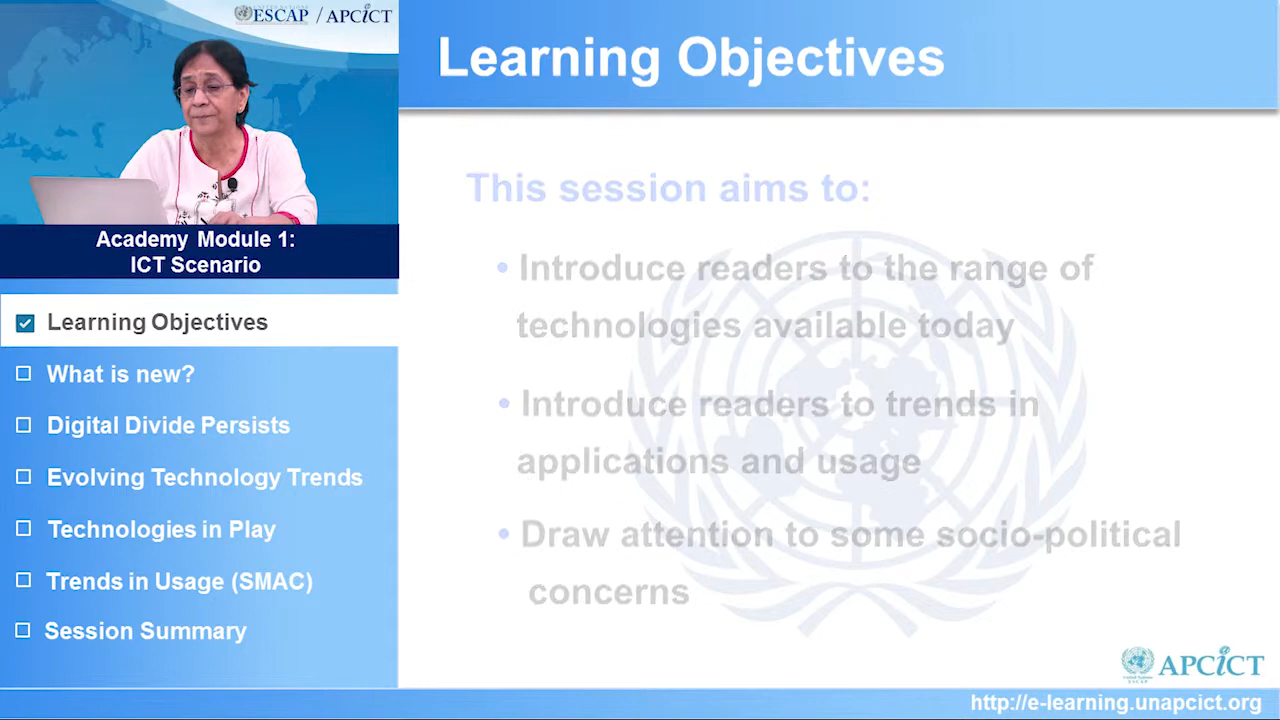 ESCAP / APCICT
Learning Objectives
Academy Module 1:
ICT Scenario
Learning Objectives
What is new?
Digital Divide Persists
Evolving Technology Trends
Technologies in Play
Trends in Usage (SMAC)
Session Summary
This session aims to:
• Introduce readers to the range of
technologies available today
• Introduce readers to trends in
applications and usage
• Draw attention to some socio-political
concerns
APCICT
http://e-learning.unapcict.org